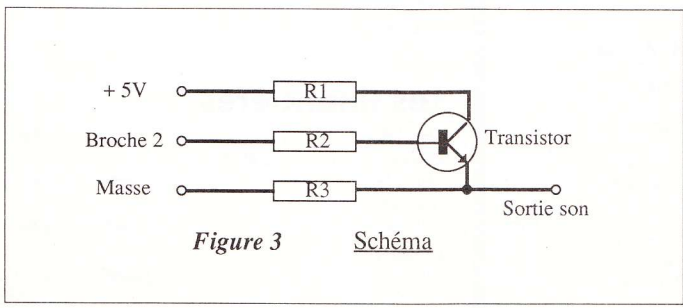 + 5V
R1
Broche 2
R2
Transistor
Masse
R3
Sortie son
Figure 3 Schéma